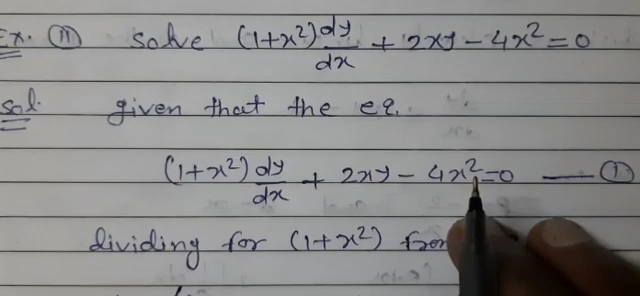 Ex. (11) Solve (1+x²) dy/dx + 2xy - 4x² = 0
Sol. given that the eq.
(1+x²) dy/dx + 2xy - 4x² = 0 — (1)
dividing for (1+x²) from